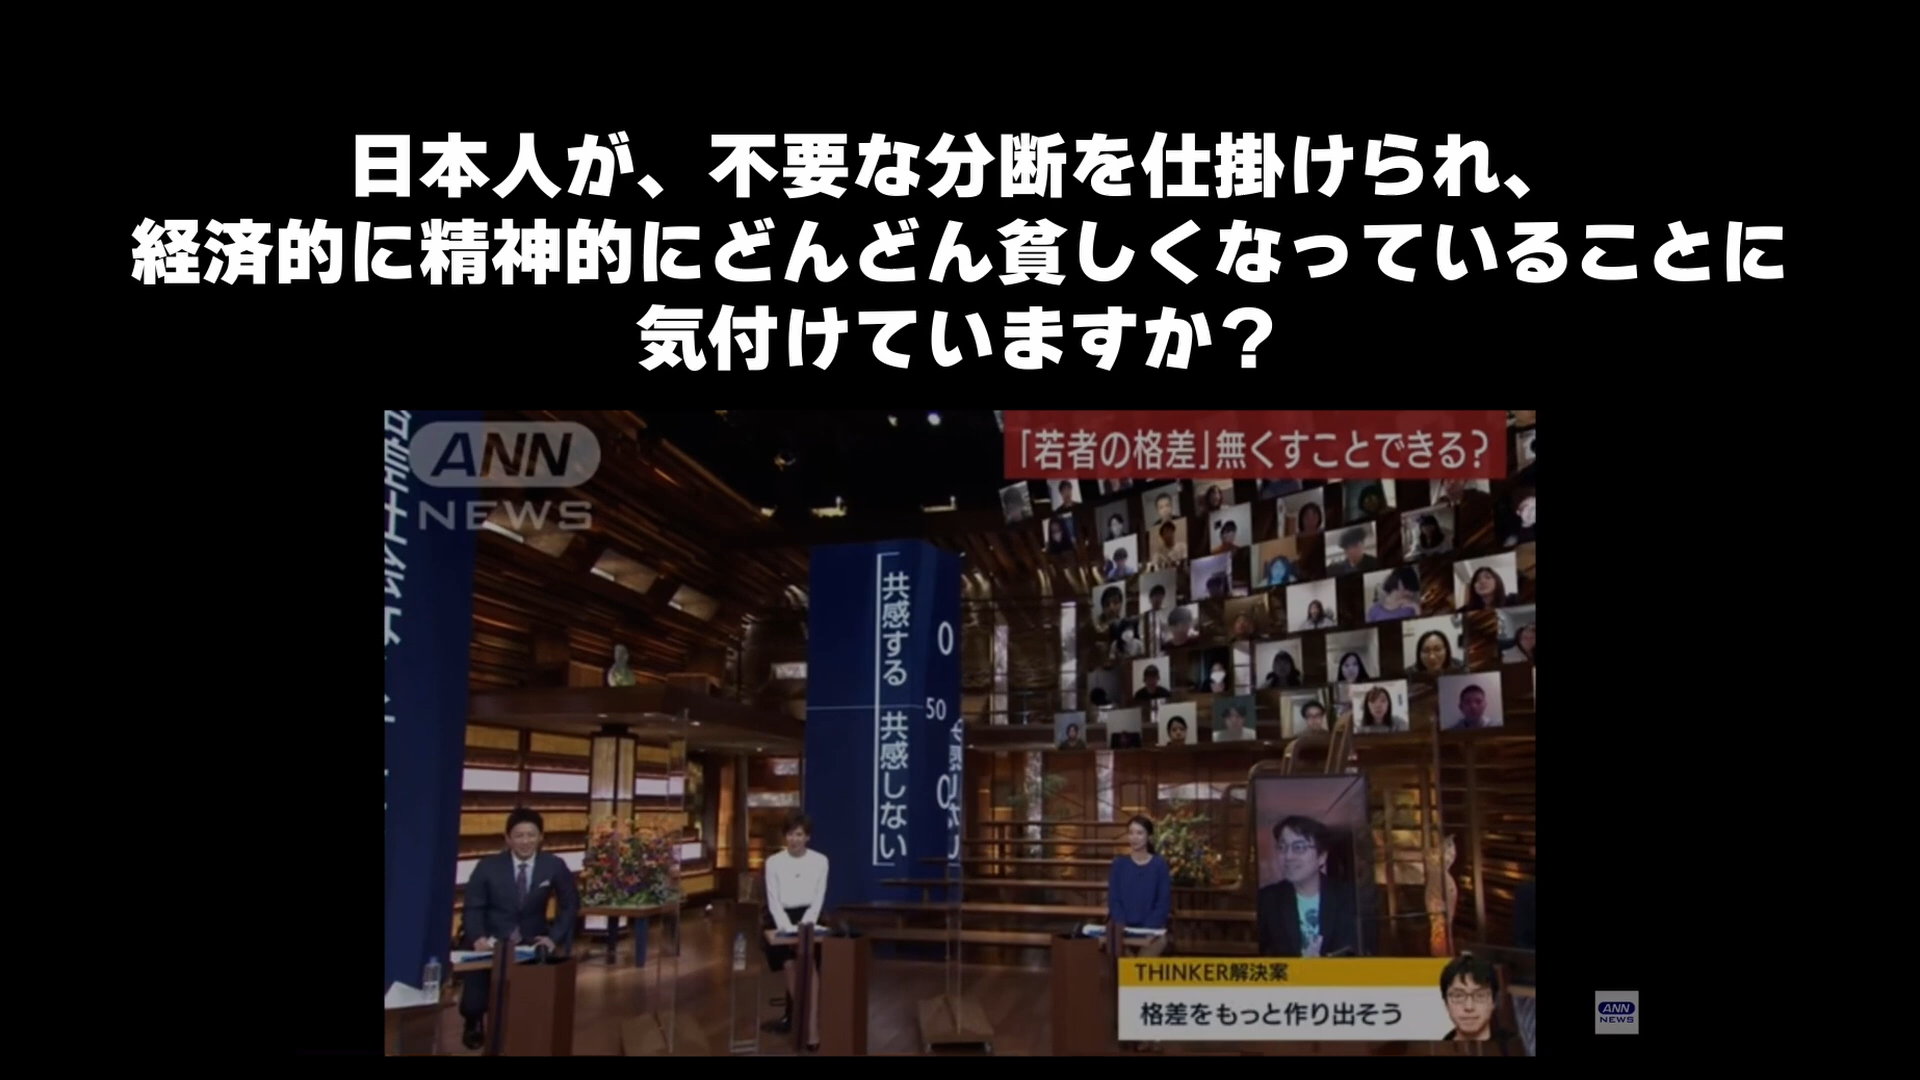 日本人が、不要な分断を仕掛けられ、
経済的に精神的にどんどん貧しくなっていることに
気付けていますか？
ANN
NEWS
「若者の格差」無くすことできる？
「共感する 共感しない」
0
50
0
THINKER解決案
格差をもっと作り出そう
ANN
NEWS